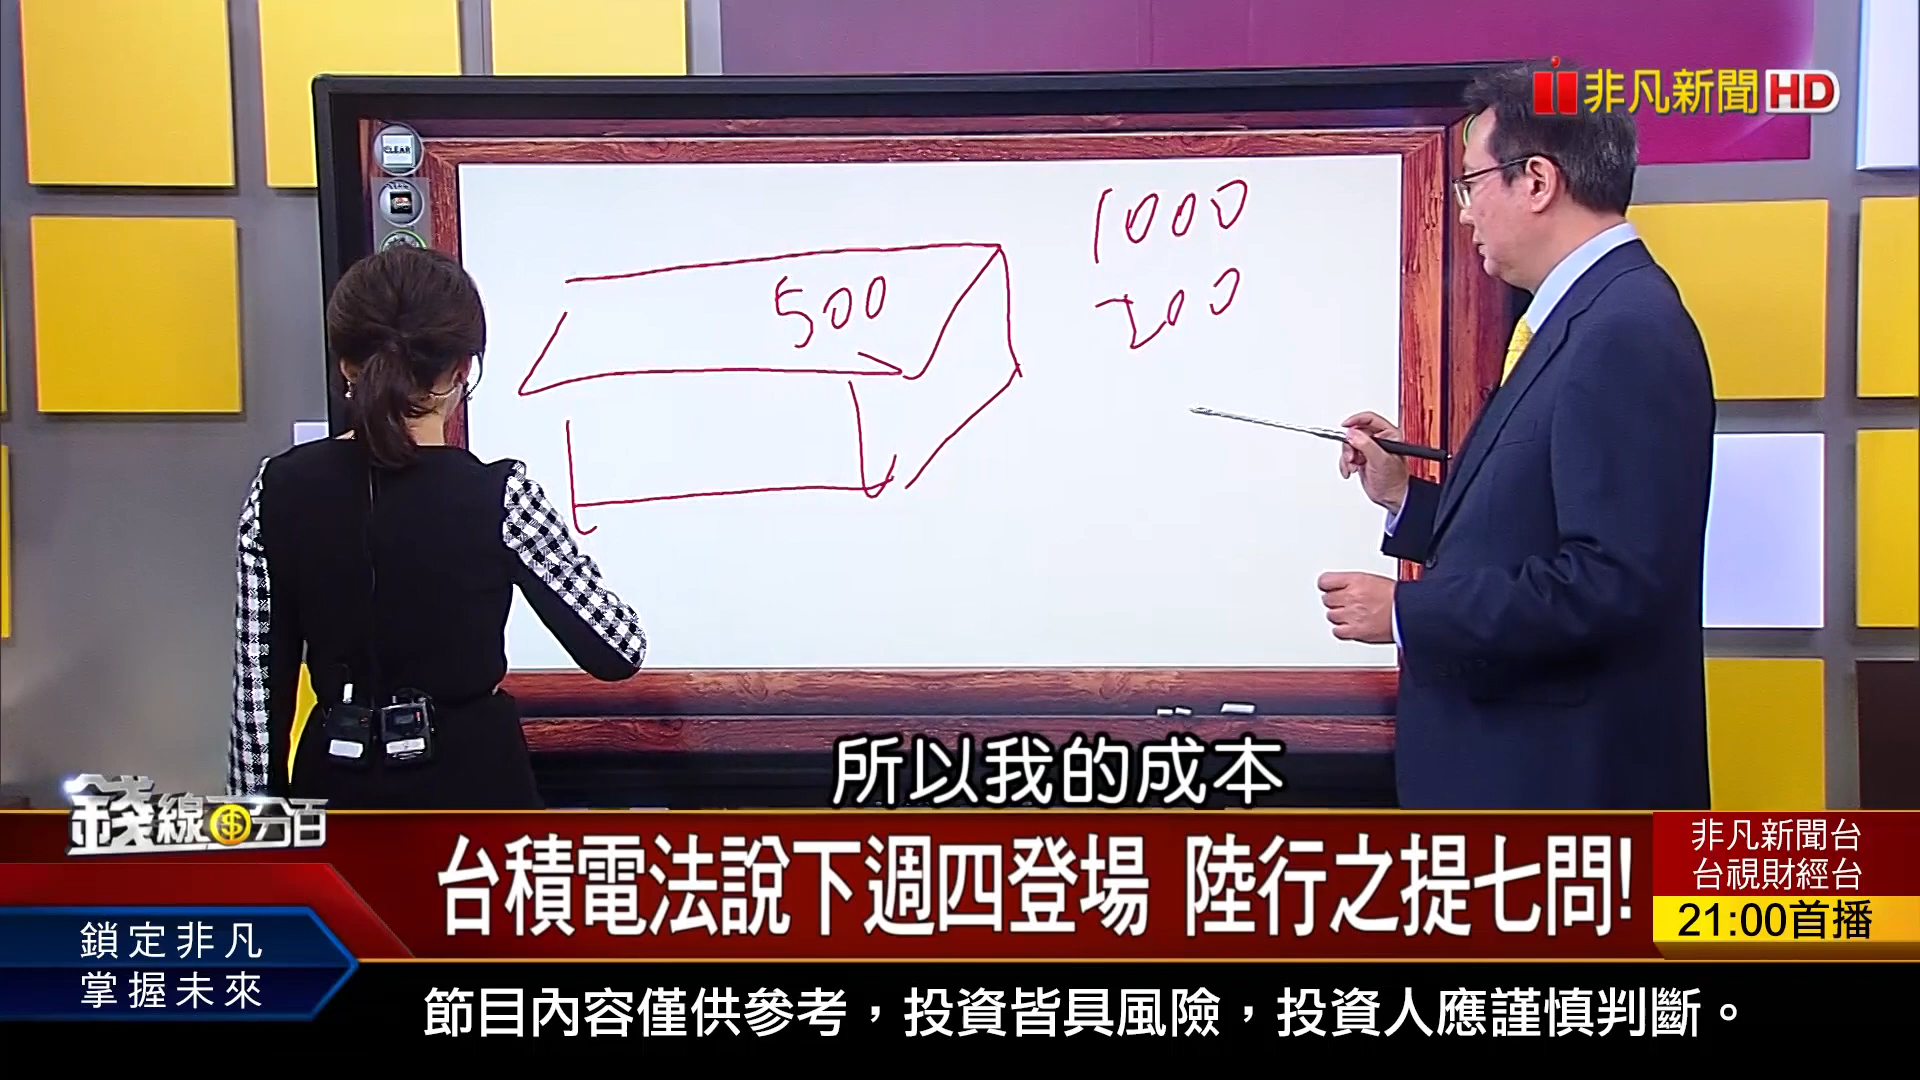 非凡新聞HD
CLEAR
1000
500
200
所以我的成本
錢線百分百
台積電法說下週四登場 陸行之提七問!
非凡新聞台
台視財經台
21:00首播
鎖定非凡
掌握未來
節目內容僅供參考，投資皆具風險，投資人應謹慎判斷。